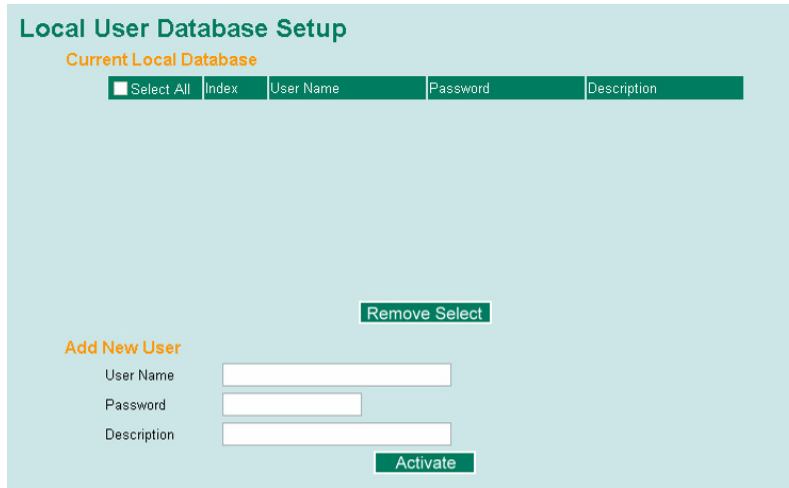 Local User Database Setup
Current Local Database
Select All Index User Name Password Description
Remove Select
Add New User
User Name
Password
Description
Activate